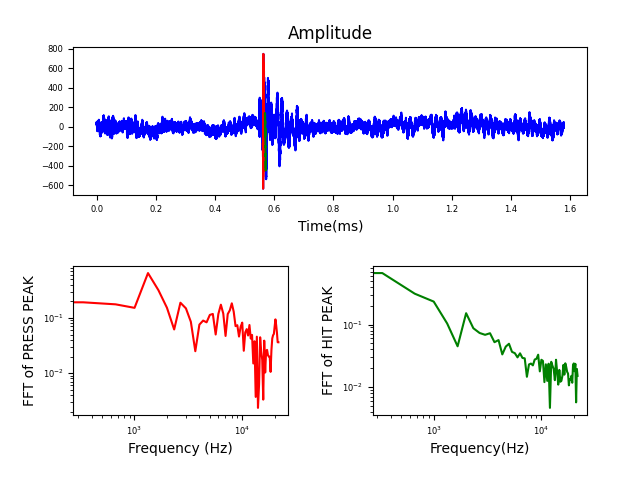 Amplitude
800
600
400
200
0
−200
−400
−600
0.0 0.2 0.4 0.6 0.8 1.0 1.2 1.4 1.6
Time(ms)
FFT of PRESS PEAK
10⁻¹
10⁻²
10³ 10⁴
Frequency (Hz)
FFT of HIT PEAK
10⁻¹
10⁻²
10³ 10⁴
Frequency(Hz)